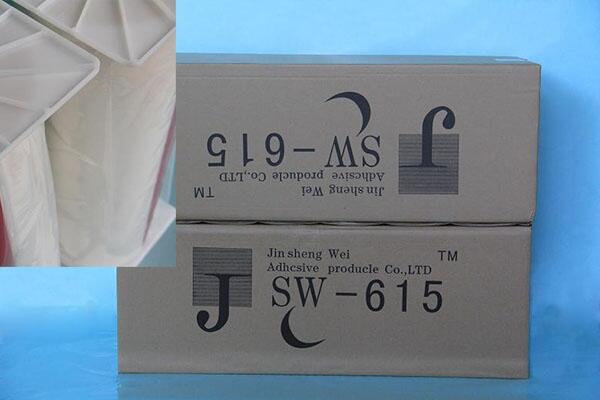 Jin sheng Wei TM
Adhcsive producle Co.,LTD
J SW-615
Jin sheng Wei TM
Adhcsive producle Co.,LTD
J SW-615